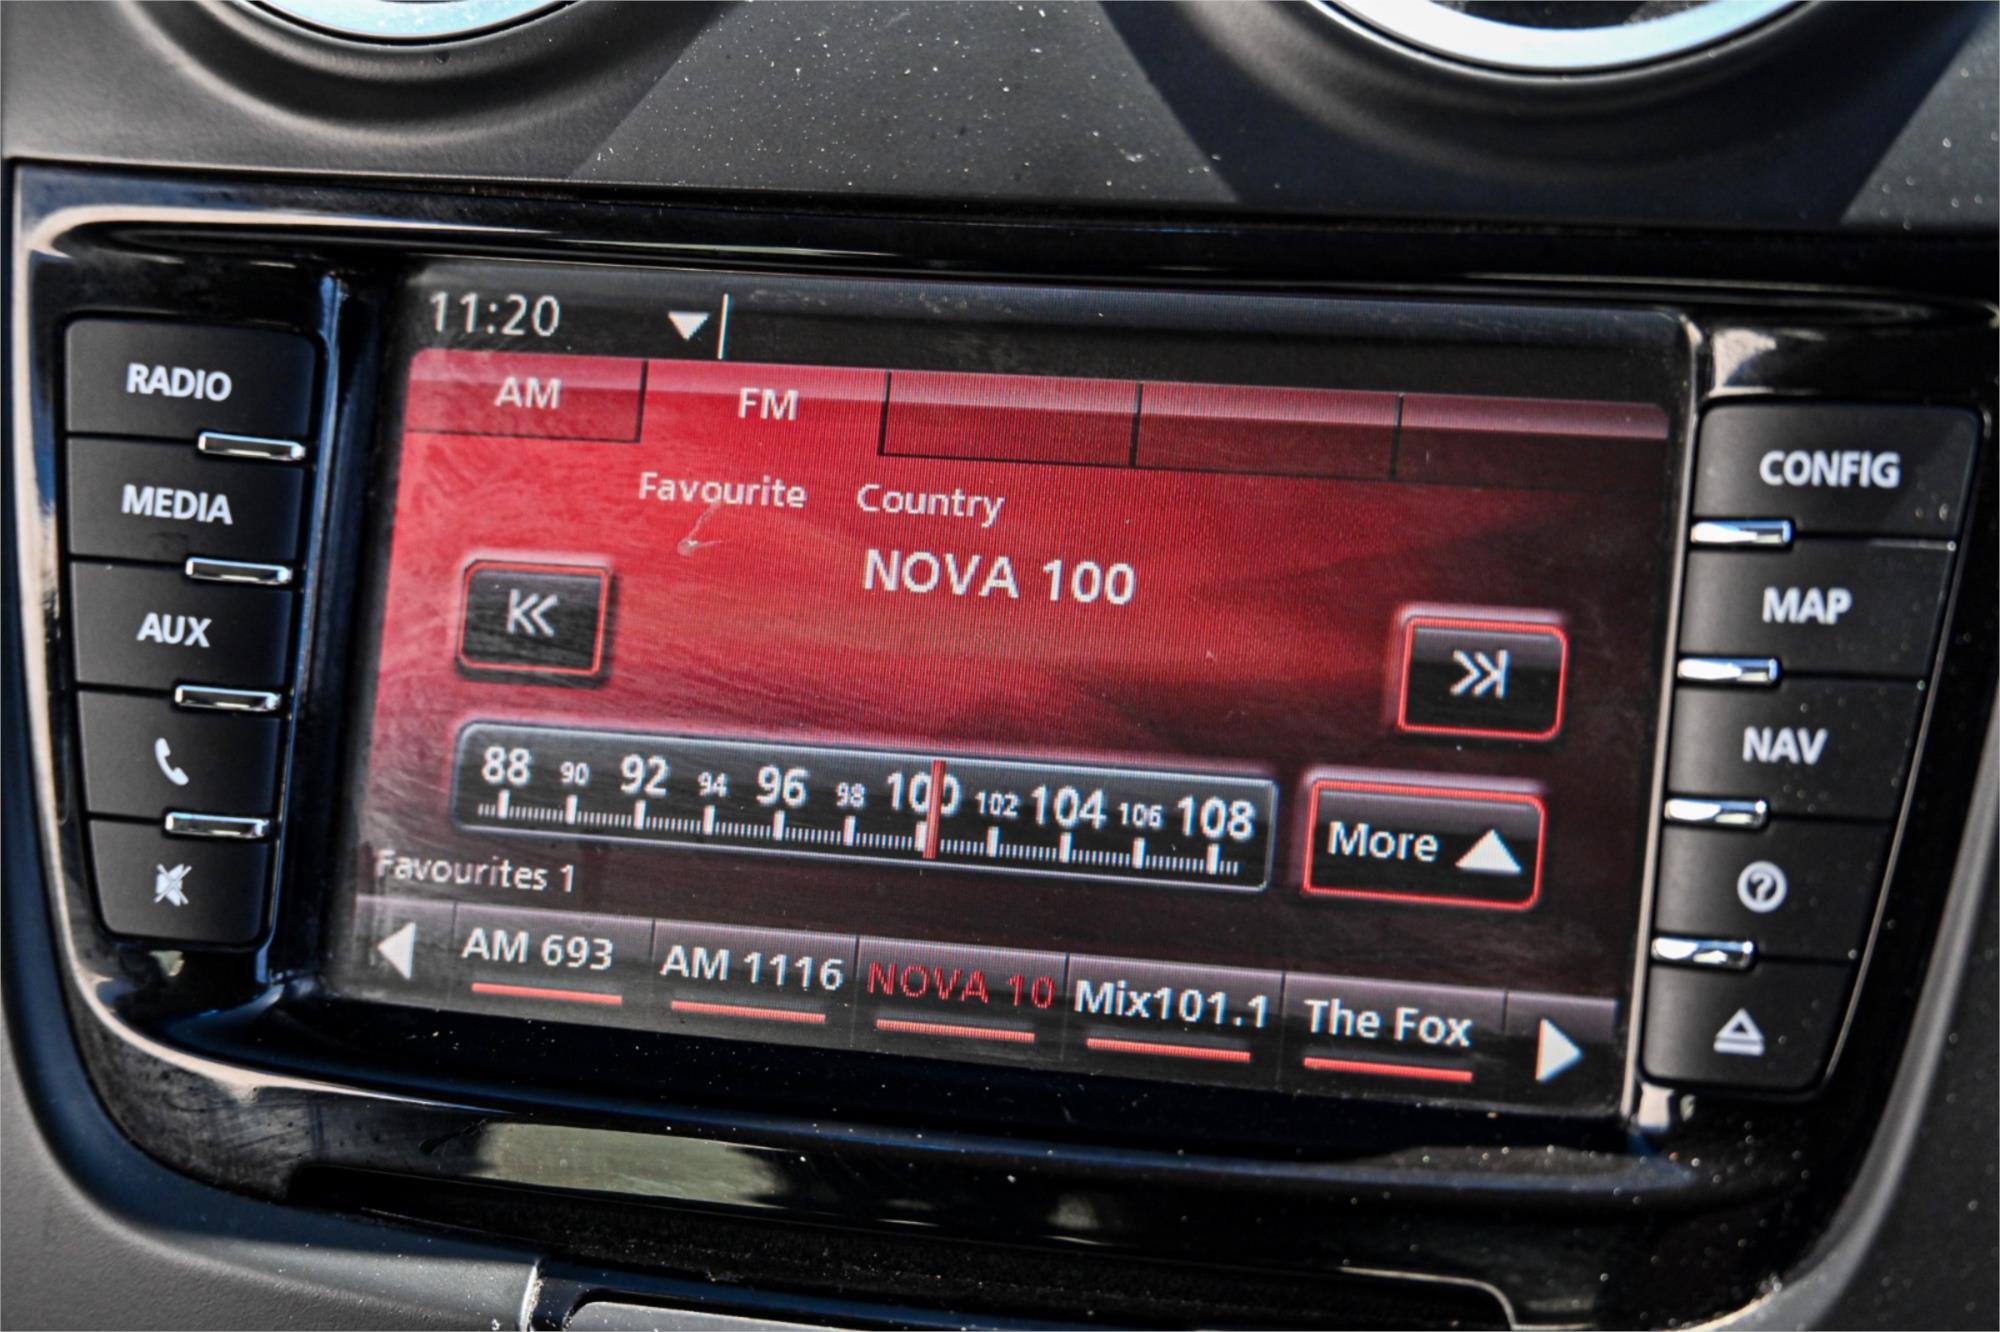 11:20
RADIO
AM FM
CONFIG
Favourite Country
MEDIA
NOVA 100
MAP
AUX
NAV
88 90 92 94 96 98 100 102 104 106 108
More
Favourites 1
AM 693 AM 1116 NOVA 10 Mix101.1 The Fox